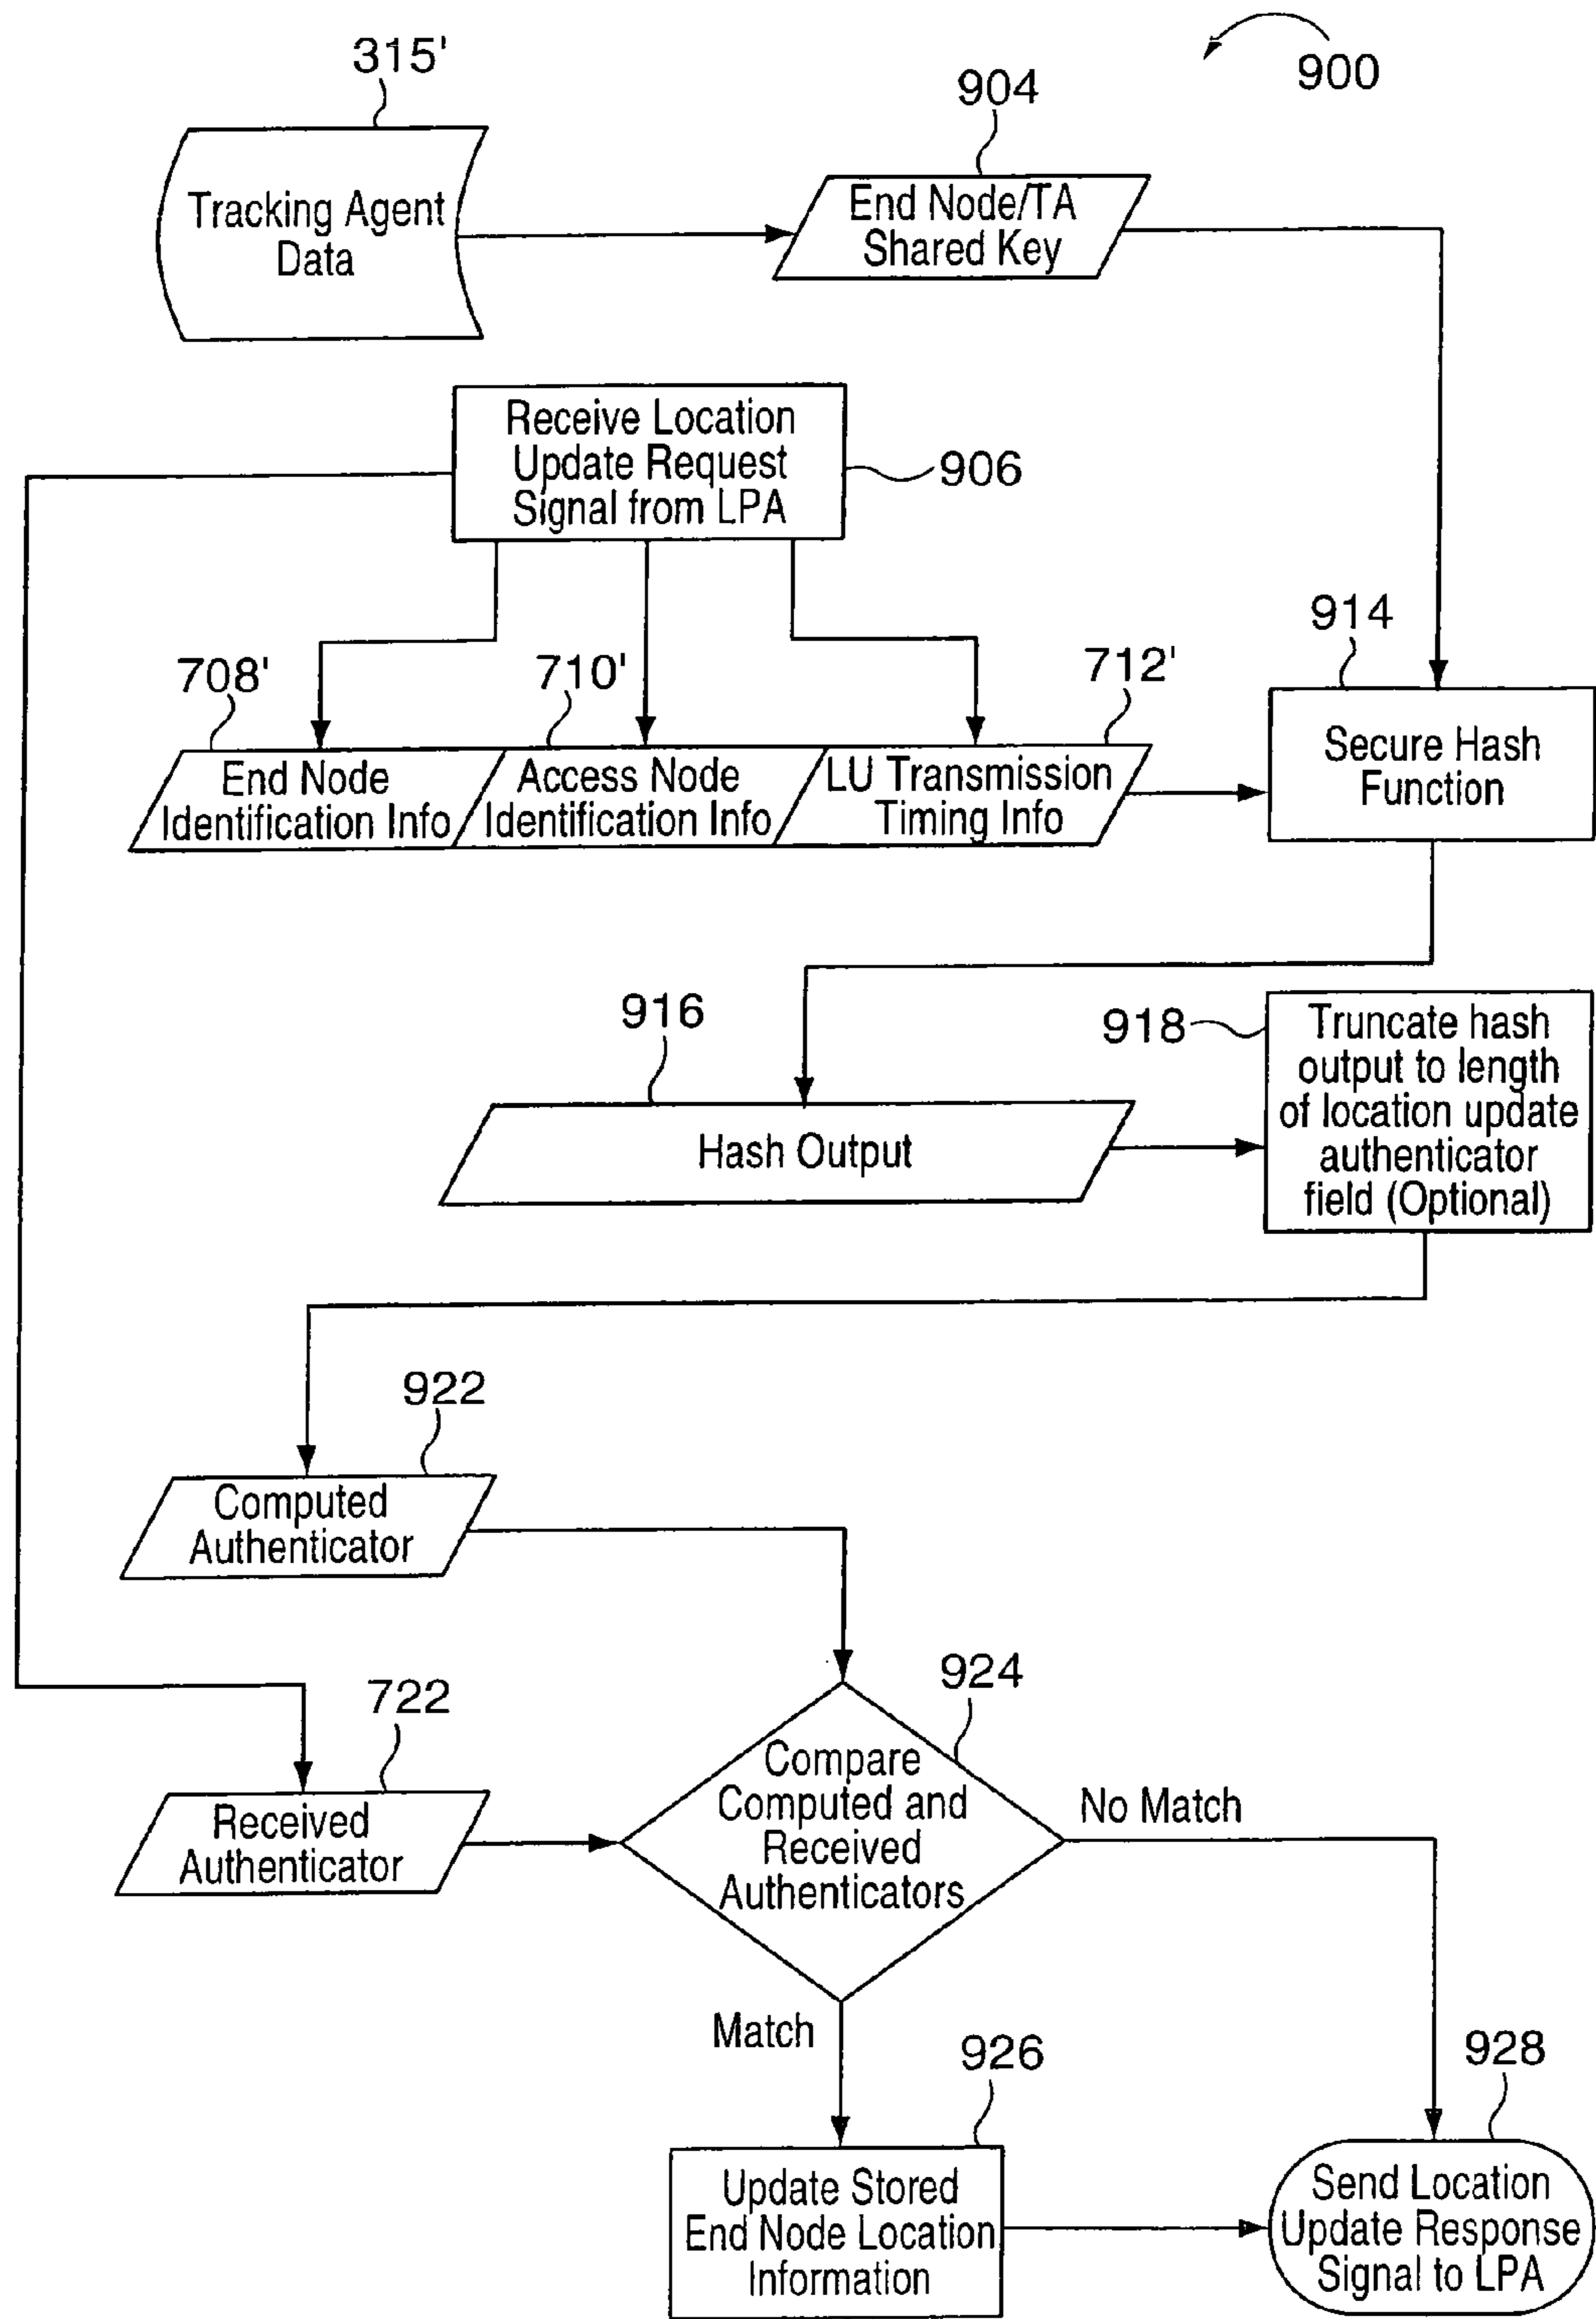 900
315'
Tracking Agent
Data
904
End Node/TA
Shared Key
Receive Location
Update Request
Signal from LPA
906
708'
End Node
Identification Info
710'
Access Node
Identification Info
712'
LU Transmission
Timing Info
914
Secure Hash
Function
916
Hash Output
918
Truncate hash
output to length
of location update
authenticator
field (Optional)
922
Computed
Authenticator
722
Received
Authenticator
924
Compare
Computed and
Received
Authenticators
No Match
Match
926
Update Stored
End Node Location
Information
928
Send Location
Update Response
Signal to LPA